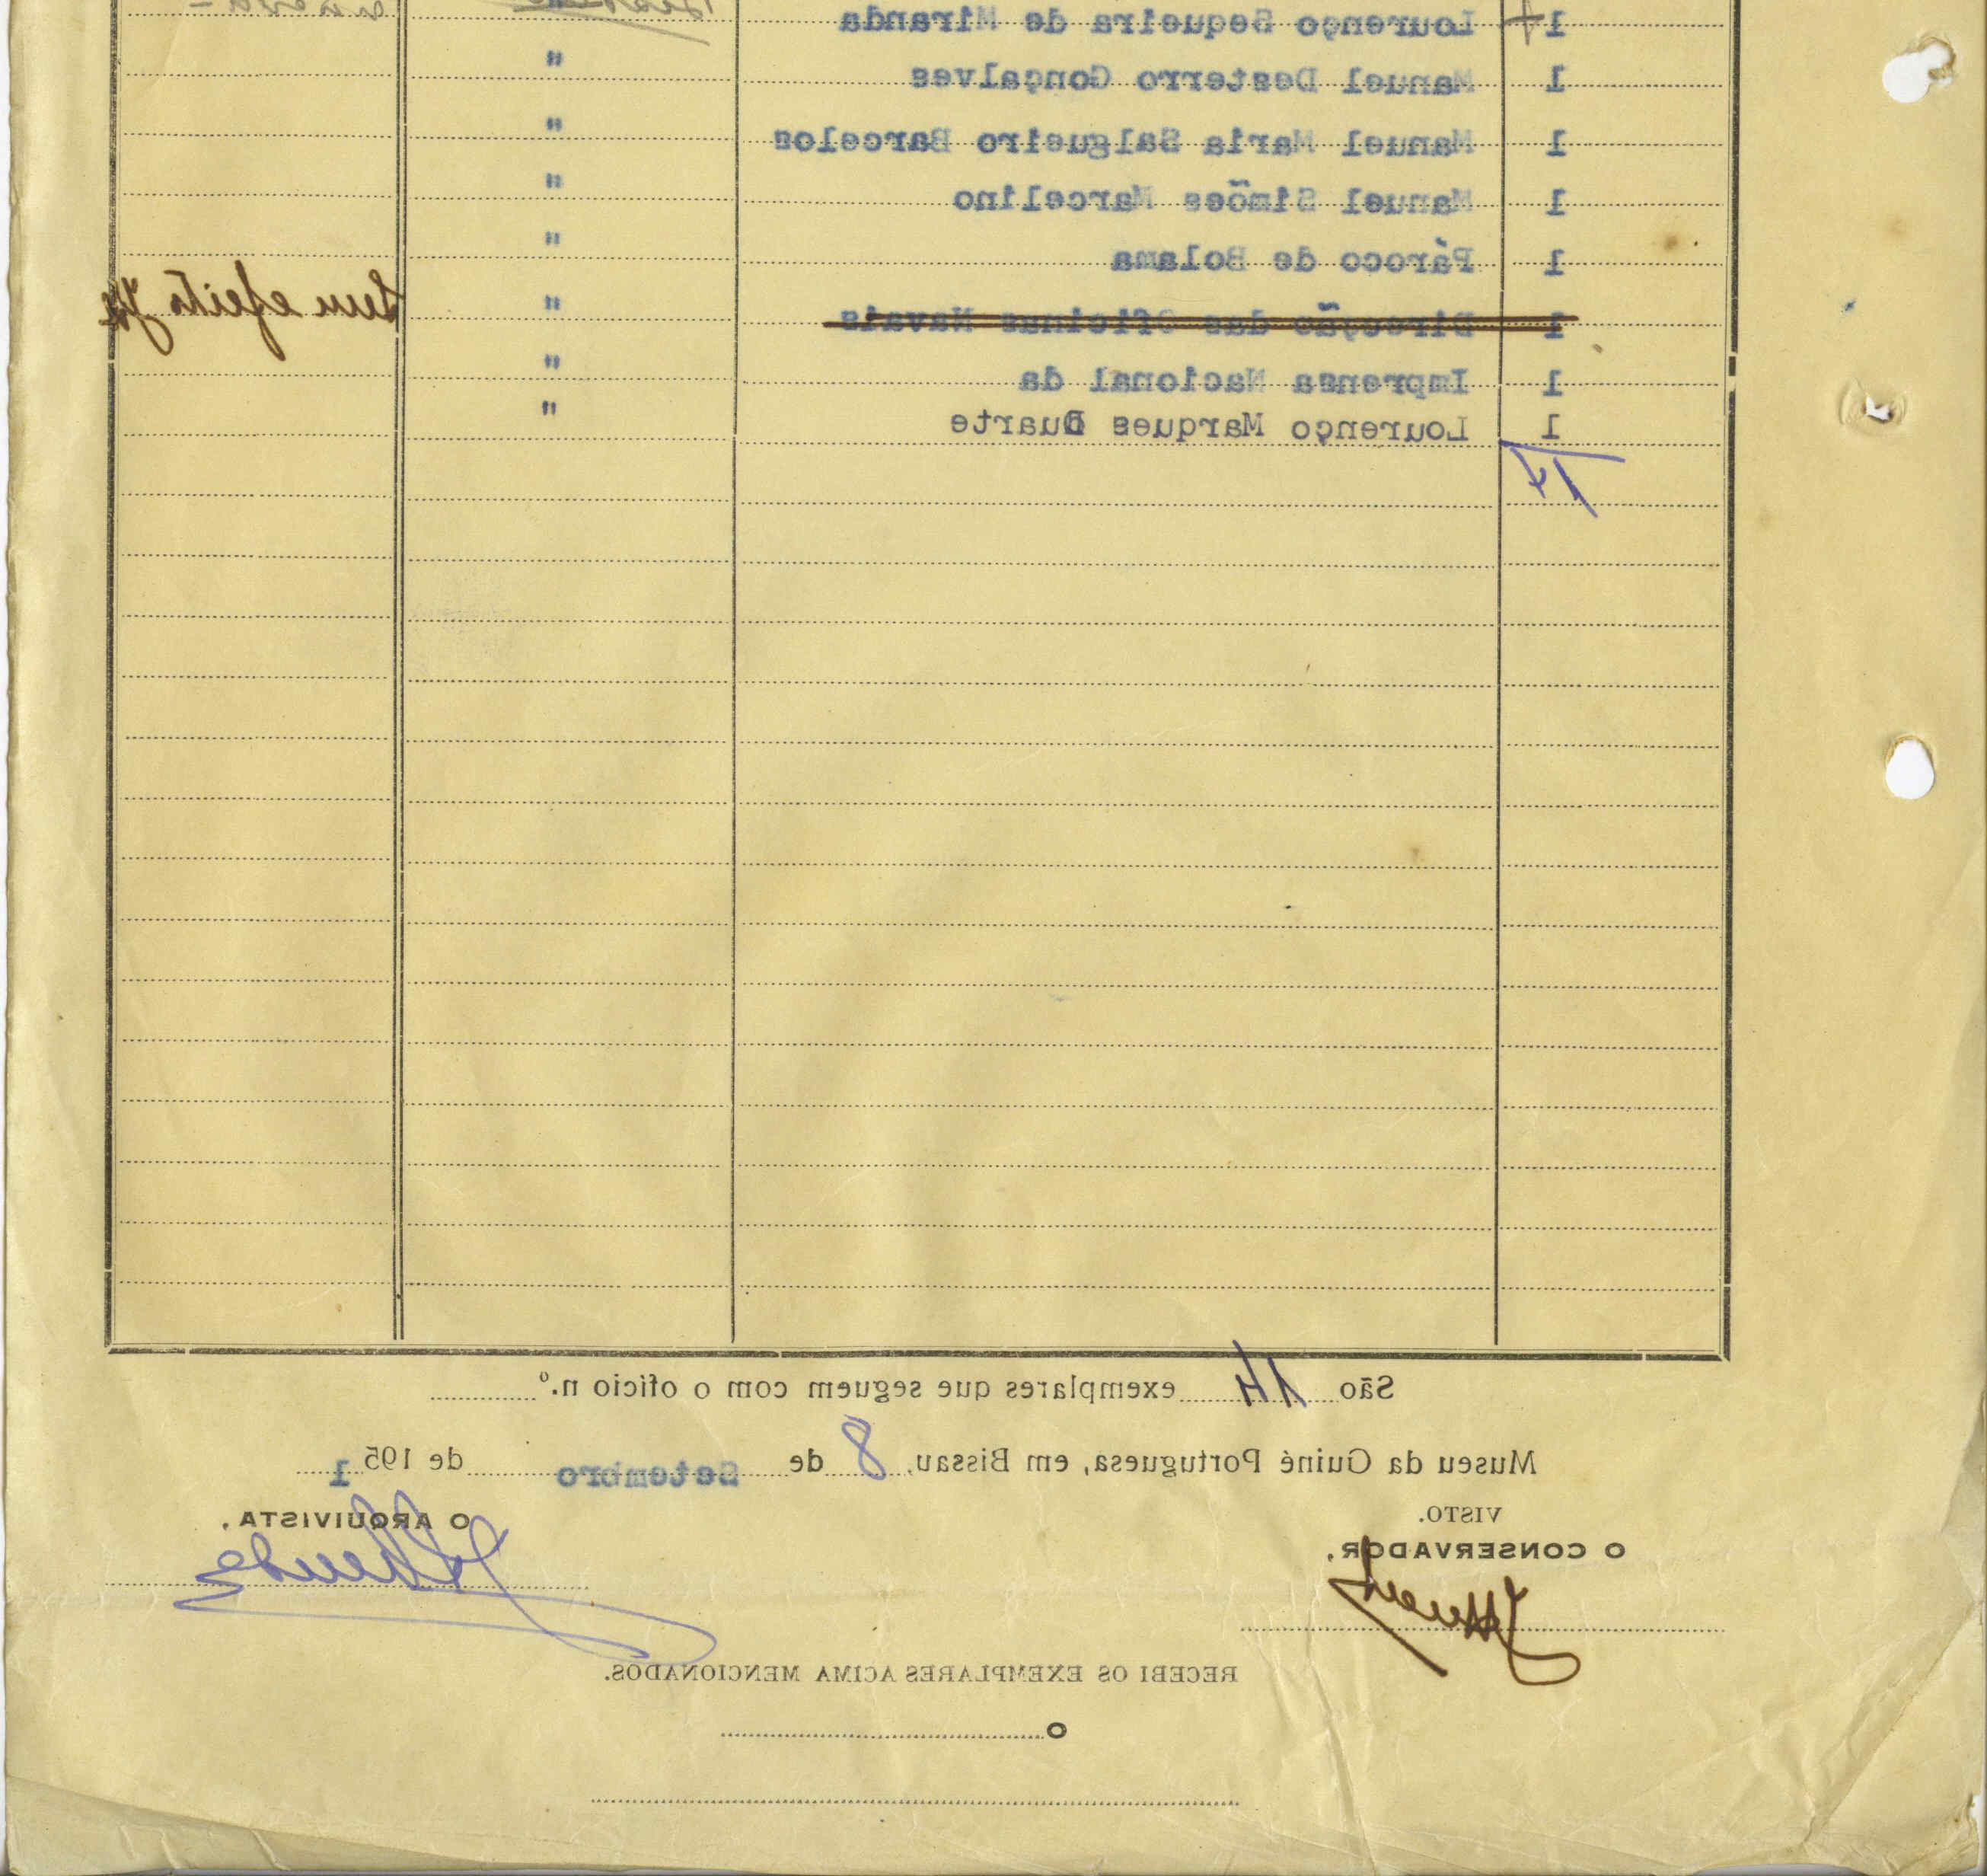 1 Lourenço Sequeira de Miranda
1 Manuel Desterro Gonçalves "
1 Manuel Maria Salgueiro Barcelos "
1 Manuel Simões Marcelino "
1 Pároco de Bolama "
1 Direcção das Oficinas Navais " Sem efeito
1 Imprensa Nacional da "
1 Lourenço Marques Duarte "
14
São 14 exemplares que seguem com o ofício n.º
Museu da Guiné Portuguesa, em Bissau, 8 de Setembro de 1951
VISTO.
O CONSERVADOR,
O ARQUIVISTA,
RECEBI OS EXEMPLARES ACIMA MENCIONADOS.
O